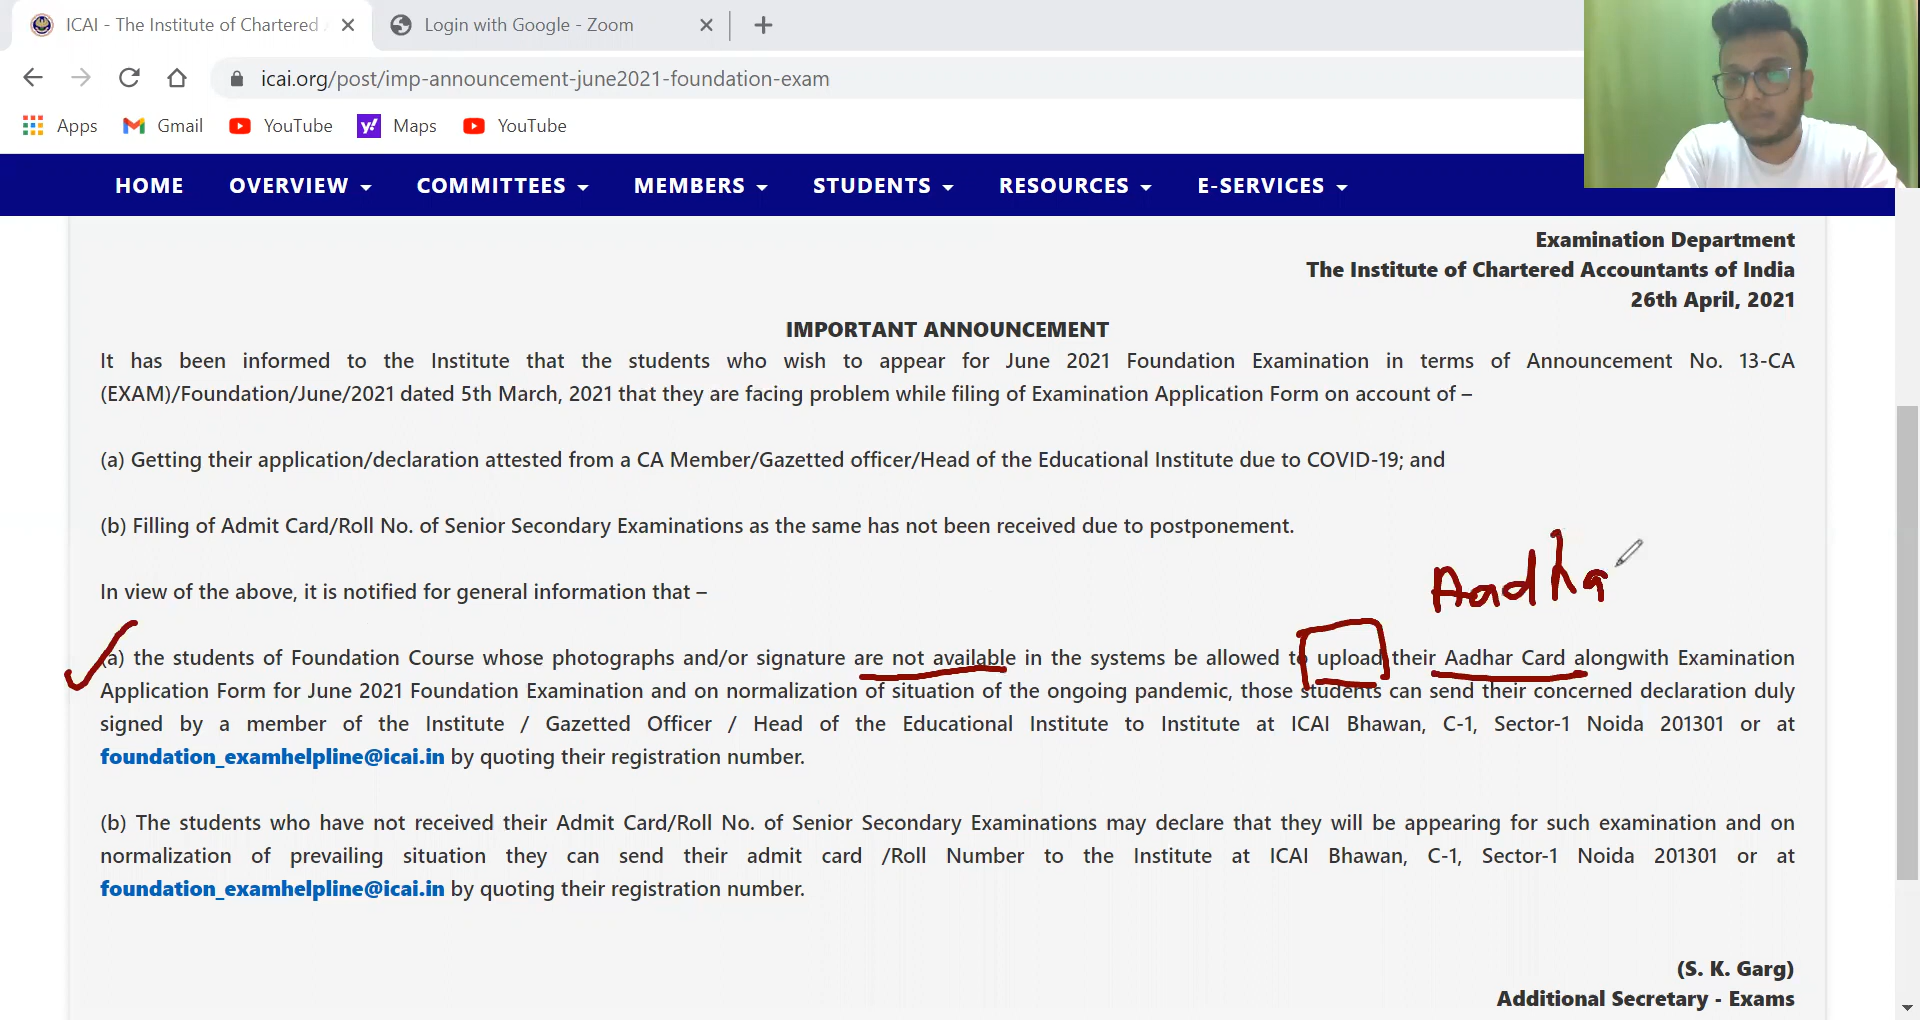 ICAI - The Institute of Chartered
Login with Google - Zoom
icai.org/post/imp-announcement-june2021-foundation-exam
Apps Gmail YouTube Maps YouTube
HOME OVERVIEW COMMITTEES MEMBERS STUDENTS RESOURCES E-SERVICES
Examination Department
The Institute of Chartered Accountants of India
26th April, 2021
IMPORTANT ANNOUNCEMENT
It has been informed to the Institute that the students who wish to appear for June 2021 Foundation Examination in terms of Announcement No. 13-CA
(EXAM)/Foundation/June/2021 dated 5th March, 2021 that they are facing problem while filing of Examination Application Form on account of –
(a) Getting their application/declaration attested from a CA Member/Gazetted officer/Head of the Educational Institute due to COVID-19; and
(b) Filling of Admit Card/Roll No. of Senior Secondary Examinations as the same has not been received due to postponement.
Aadha
In view of the above, it is notified for general information that –
(a) the students of Foundation Course whose photographs and/or signature are not available in the systems be allowed to upload their Aadhar Card alongwith Examination
Application Form for June 2021 Foundation Examination and on normalization of situation of the ongoing pandemic, those students can send their concerned declaration duly
signed by a member of the Institute / Gazetted Officer / Head of the Educational Institute to Institute at ICAI Bhawan, C-1, Sector-1 Noida 201301 or at
foundation_examhelpline@icai.in by quoting their registration number.
(b) The students who have not received their Admit Card/Roll No. of Senior Secondary Examinations may declare that they will be appearing for such examination and on
normalization of prevailing situation they can send their admit card /Roll Number to the Institute at ICAI Bhawan, C-1, Sector-1 Noida 201301 or at
foundation_examhelpline@icai.in by quoting their registration number.
(S. K. Garg)
Additional Secretary - Exams